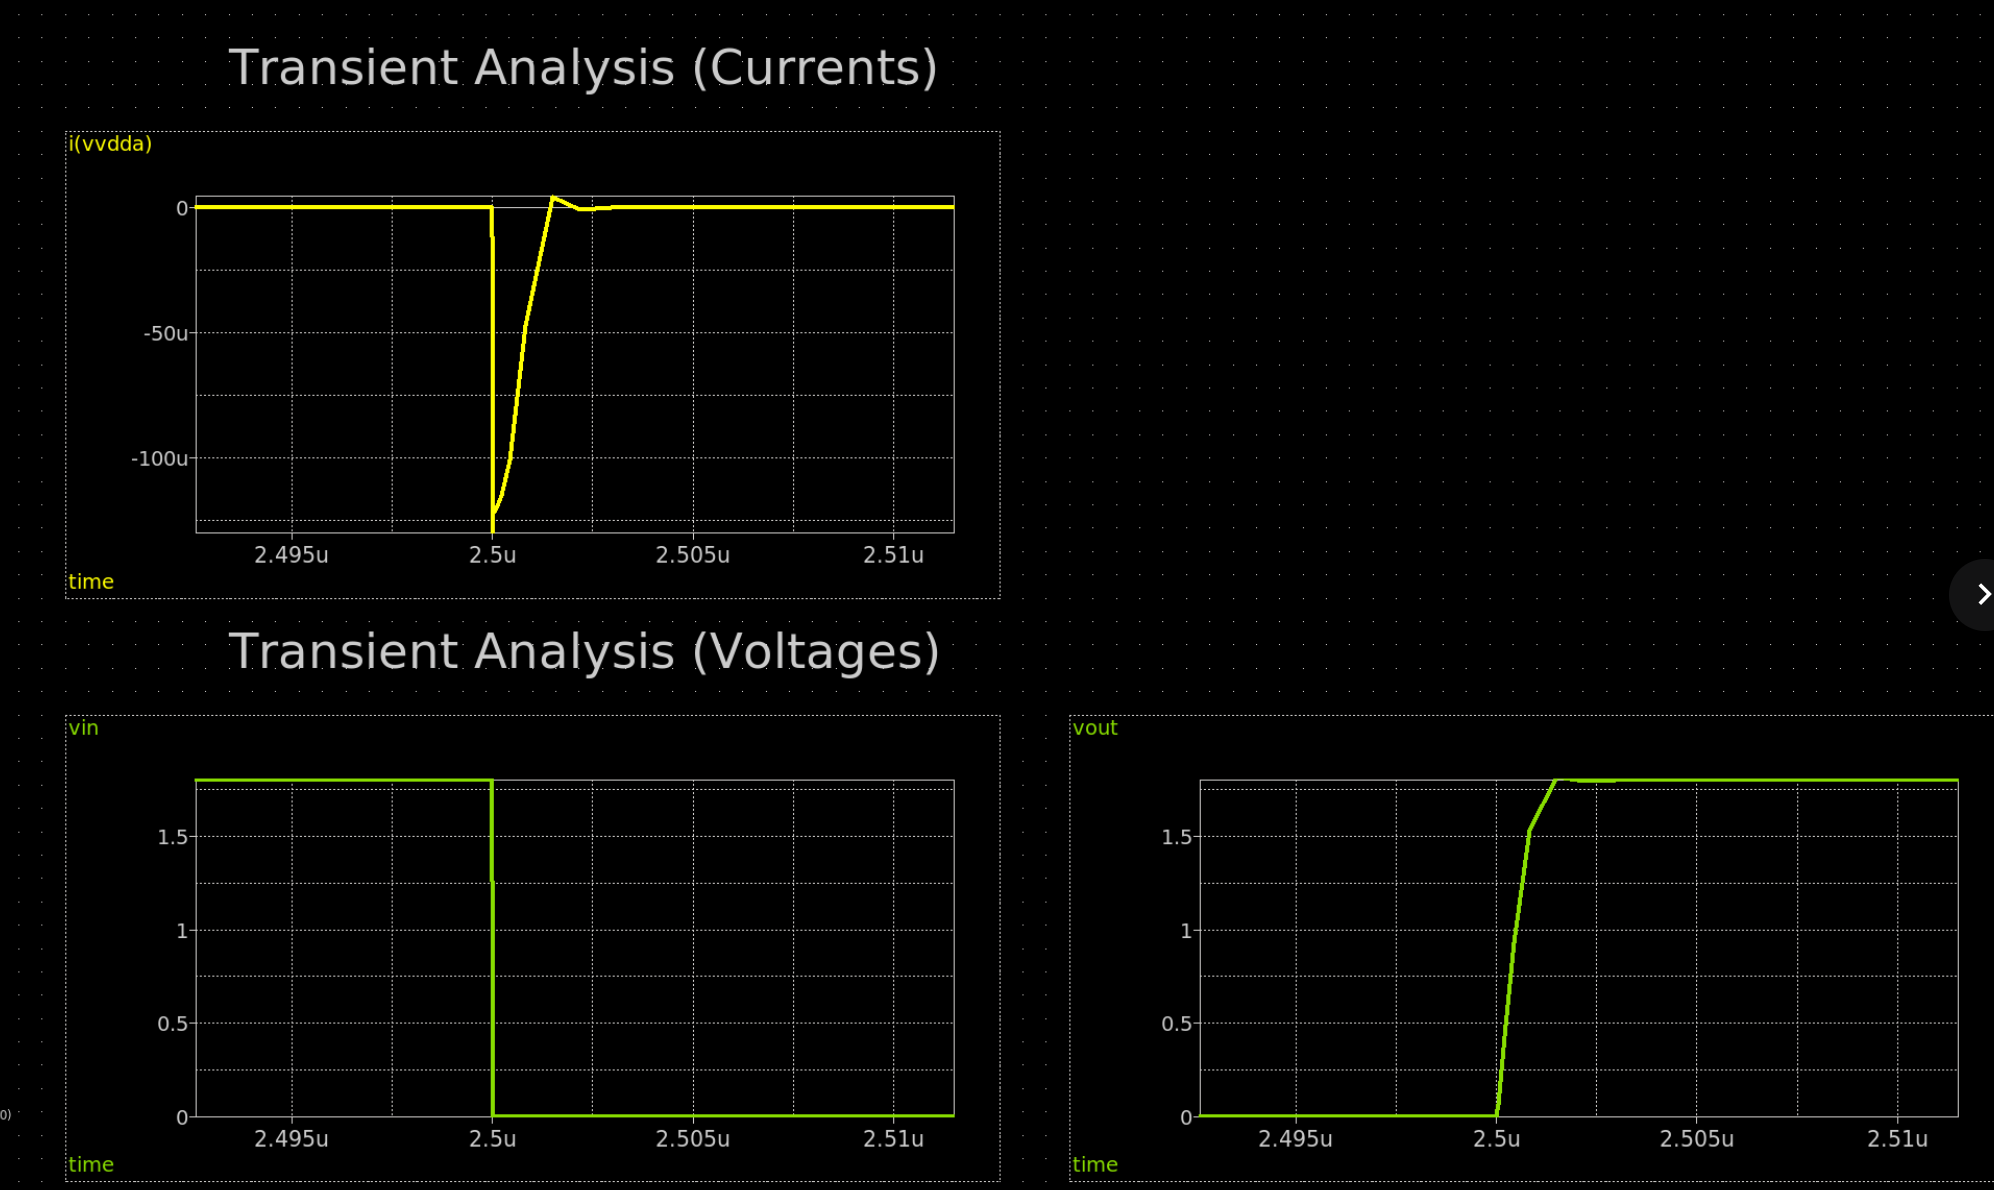 Transient Analysis (Currents)
i(vvdda)
0
-50u
-100u
2.495u 2.5u 2.505u 2.51u
time
Transient Analysis (Voltages)
vin
1.5
1
0.5
0
2.495u 2.5u 2.505u 2.51u
time
vout
1.5
1
0.5
0
2.495u 2.5u 2.505u 2.51u
time
0)